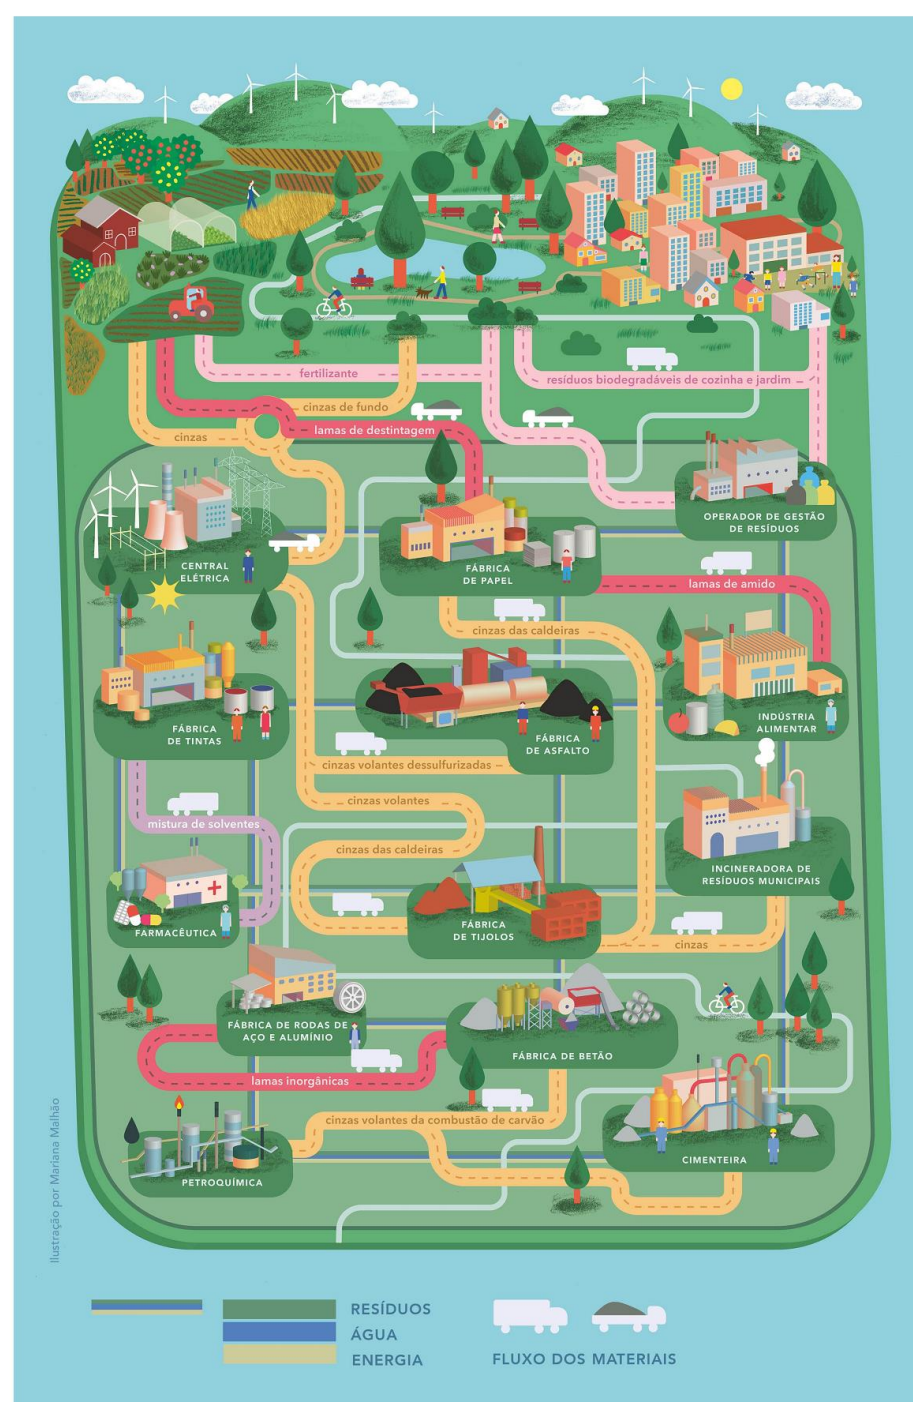 fertilizante
resíduos biodegradáveis de cozinha e jardim
cinzas de fundo
lamas de destintagem
cinzas
OPERADOR DE GESTÃO
DE RESÍDUOS
CENTRAL
ELÉTRICA
FÁBRICA
DE PAPEL
lamas de amido
cinzas das caldeiras
FÁBRICA
DE TINTAS
FÁBRICA
DE ASFALTO
INDÚSTRIA
ALIMENTAR
cinzas volantes dessulfurizadas
cinzas volantes
mistura de solventes
cinzas das caldeiras
INCINERADORA DE
RESÍDUOS MUNICIPAIS
FARMACÊUTICA
FÁBRICA
DE TIJOLOS
cinzas
FÁBRICA DE RODAS DE
AÇO E ALUMÍNIO
FÁBRICA DE BETÃO
lamas inorgânicas
cinzas volantes da combustão de carvão
CIMENTEIRA
PETROQUÍMICA
Ilustração por Mariana Malhão
RESÍDUOS
ÁGUA
ENERGIA
FLUXO DOS MATERIAIS